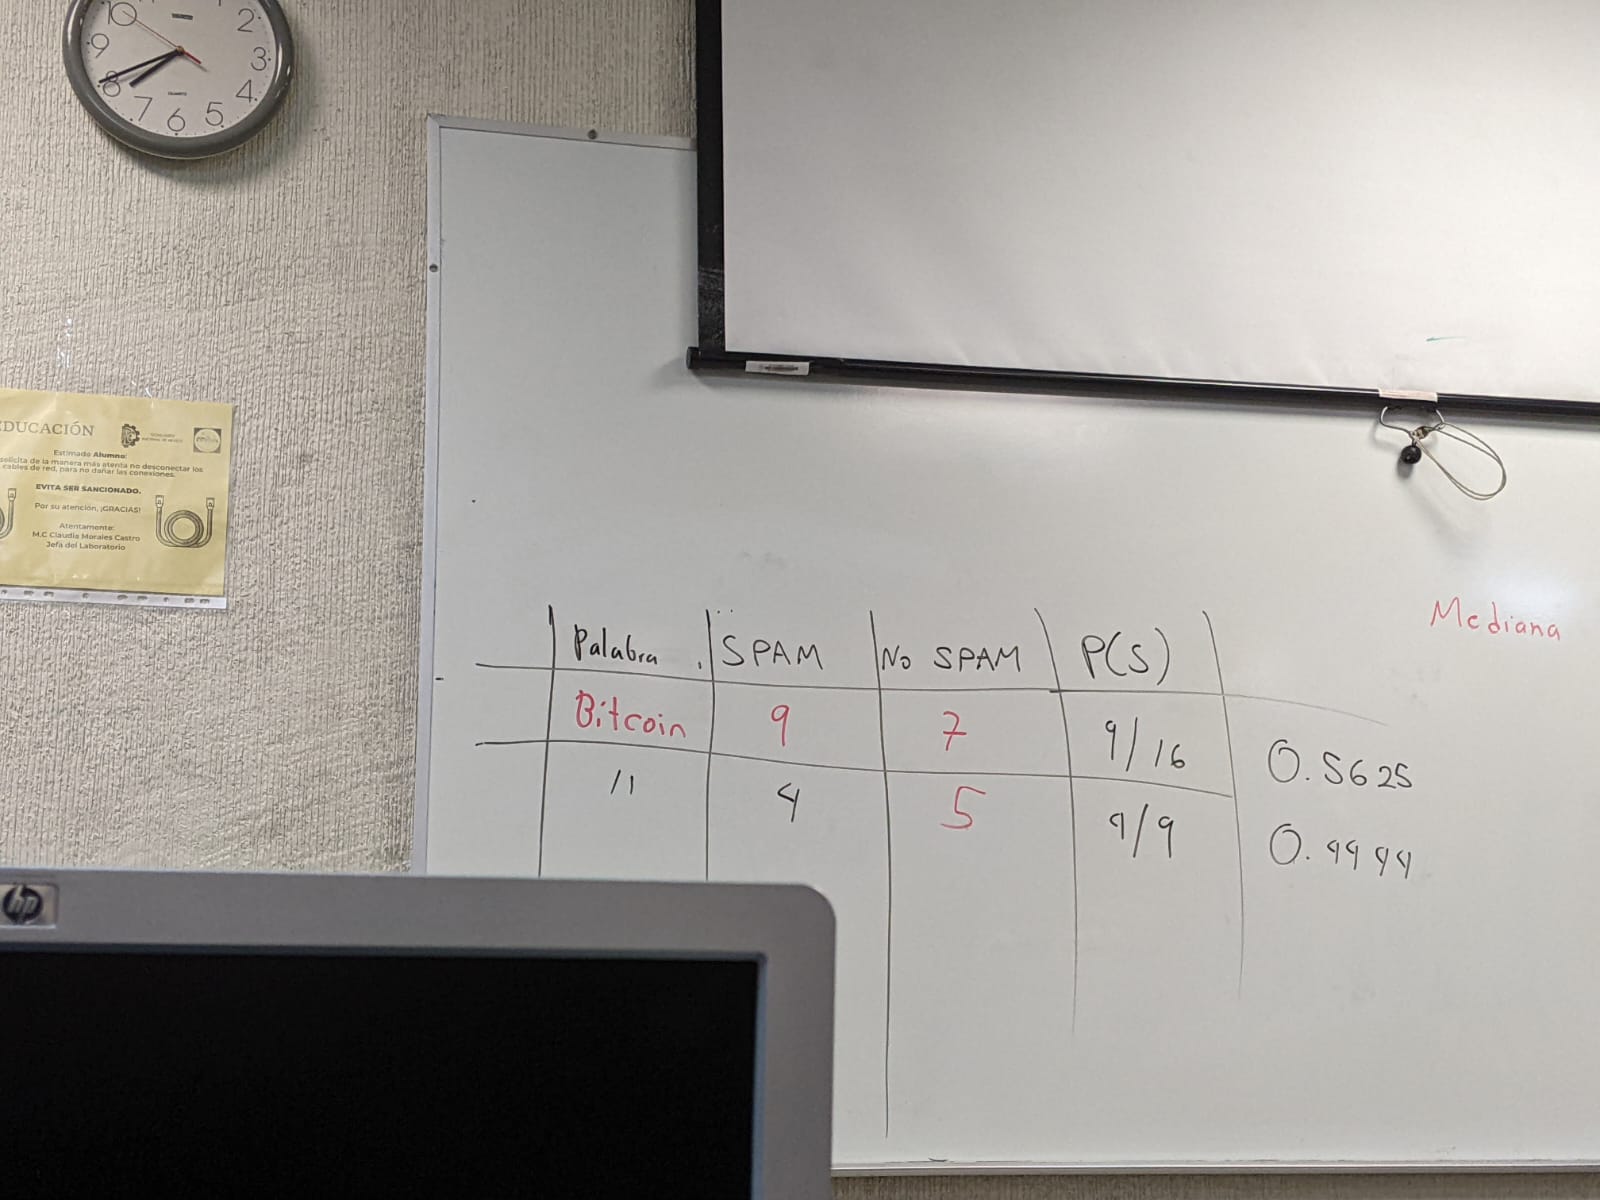 10
2
9
3
8
4
7
6
5
QUARTZ
EDUCACIÓN
Estimado Alumno:
solicita de la manera más atenta no desconectar los
cables de red, para no dañar las conexiones.
EVITA SER SANCIONADO.
Por su atención, ¡GRACIAS!
Atentamente:
M.C Claudia Morales Castro
Jefa del Laboratorio
Mediana
Palabra SPAM No SPAM P(S)
Bitcoin 9 7 9/16 0.5625
11 4 5 4/9 0.4444
hp